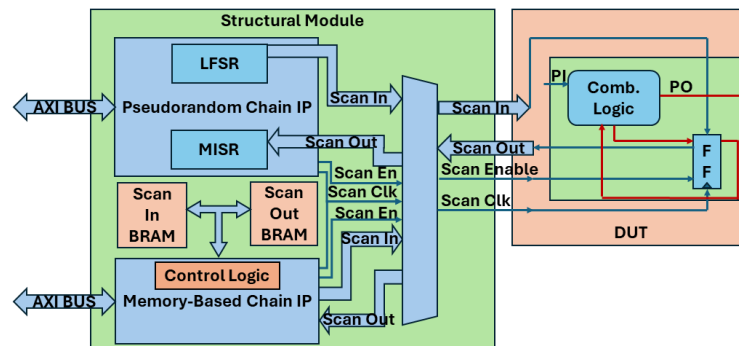 Structural Module
LFSR
Pseudorandom Chain IP
MISR
AXI BUS
Scan In
Scan Out
Scan En
Scan Clk
Scan En
Scan In
Scan Out
Scan
In
BRAM
Scan
Out
BRAM
Control Logic
Memory-Based Chain IP
AXI BUS
Scan In
Scan Out
Scan Enable
Scan Clk
PI
Comb.
Logic
PO
F
F
DUT